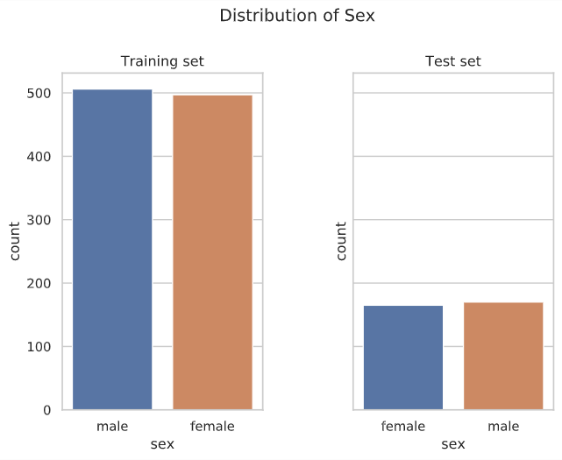 Distribution of Sex
Training set
500
400
300
200
100
0
count
male female
sex
Test set
count
female male
sex